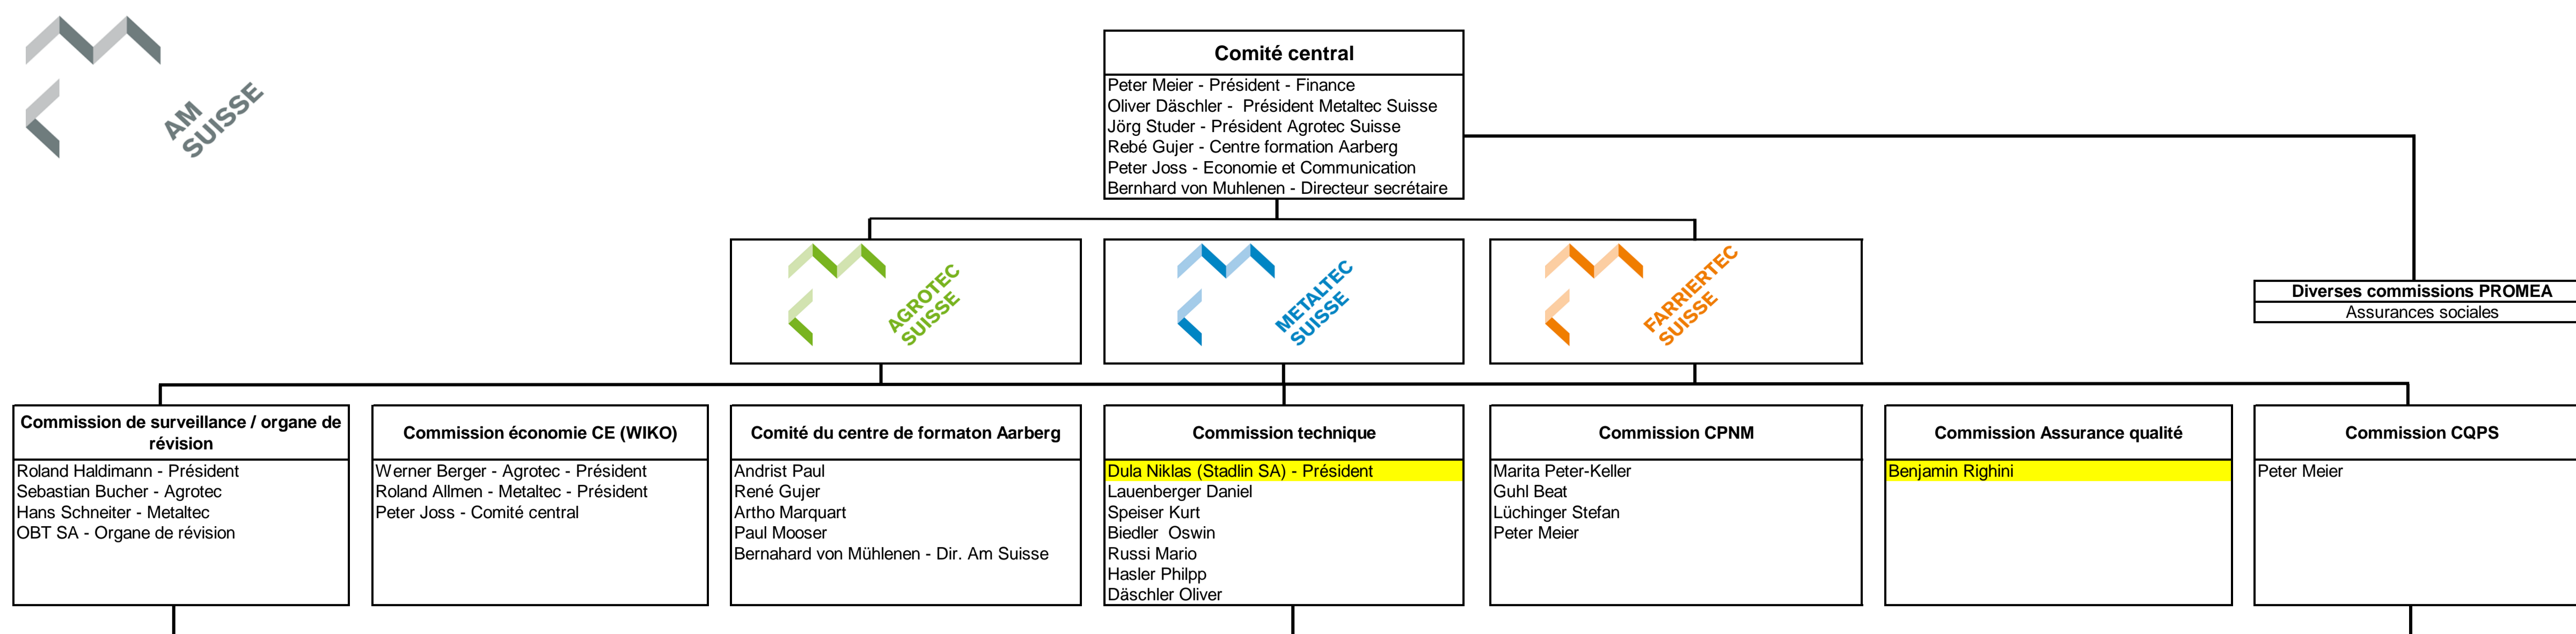 AM
SUISSE
Comité central
Peter Meier - Président - Finance
Oliver Däschler -  Président Metaltec Suisse
Jörg Studer - Président Agrotec Suisse
Rebé Gujer - Centre formation Aarberg
Peter Joss - Economie et Communication
Bernhard von Muhlenen - Directeur secrétaire
AGROTEC
SUISSE
METALTEC
SUISSE
FARRIERTEC
SUISSE
Diverses commissions PROMEA
Assurances sociales
Commission de surveillance / organe de
révision
Roland Haldimann - Président
Sebastian Bucher - Agrotec
Hans Schneiter - Metaltec
OBT SA - Organe de révision
Commission économie CE (WIKO)
Werner Berger - Agrotec - Président
Roland Allmen - Metaltec - Président
Peter Joss - Comité central
Comité du centre de formaton Aarberg
Andrist Paul
René Gujer
Artho Marquart
Paul Mooser
Bernahard von Mühlenen - Dir. Am Suisse
Commission technique
Dula Niklas (Stadlin SA) - Président
Lauenberger Daniel
Speiser Kurt
Biedler  Oswin
Russi Mario
Hasler Philpp
Däschler Oliver
Commission CPNM
Marita Peter-Keller
Guhl Beat
Lüchinger Stefan
Peter Meier
Commission Assurance qualité
Benjamin Righini
Commission CQPS
Peter Meier